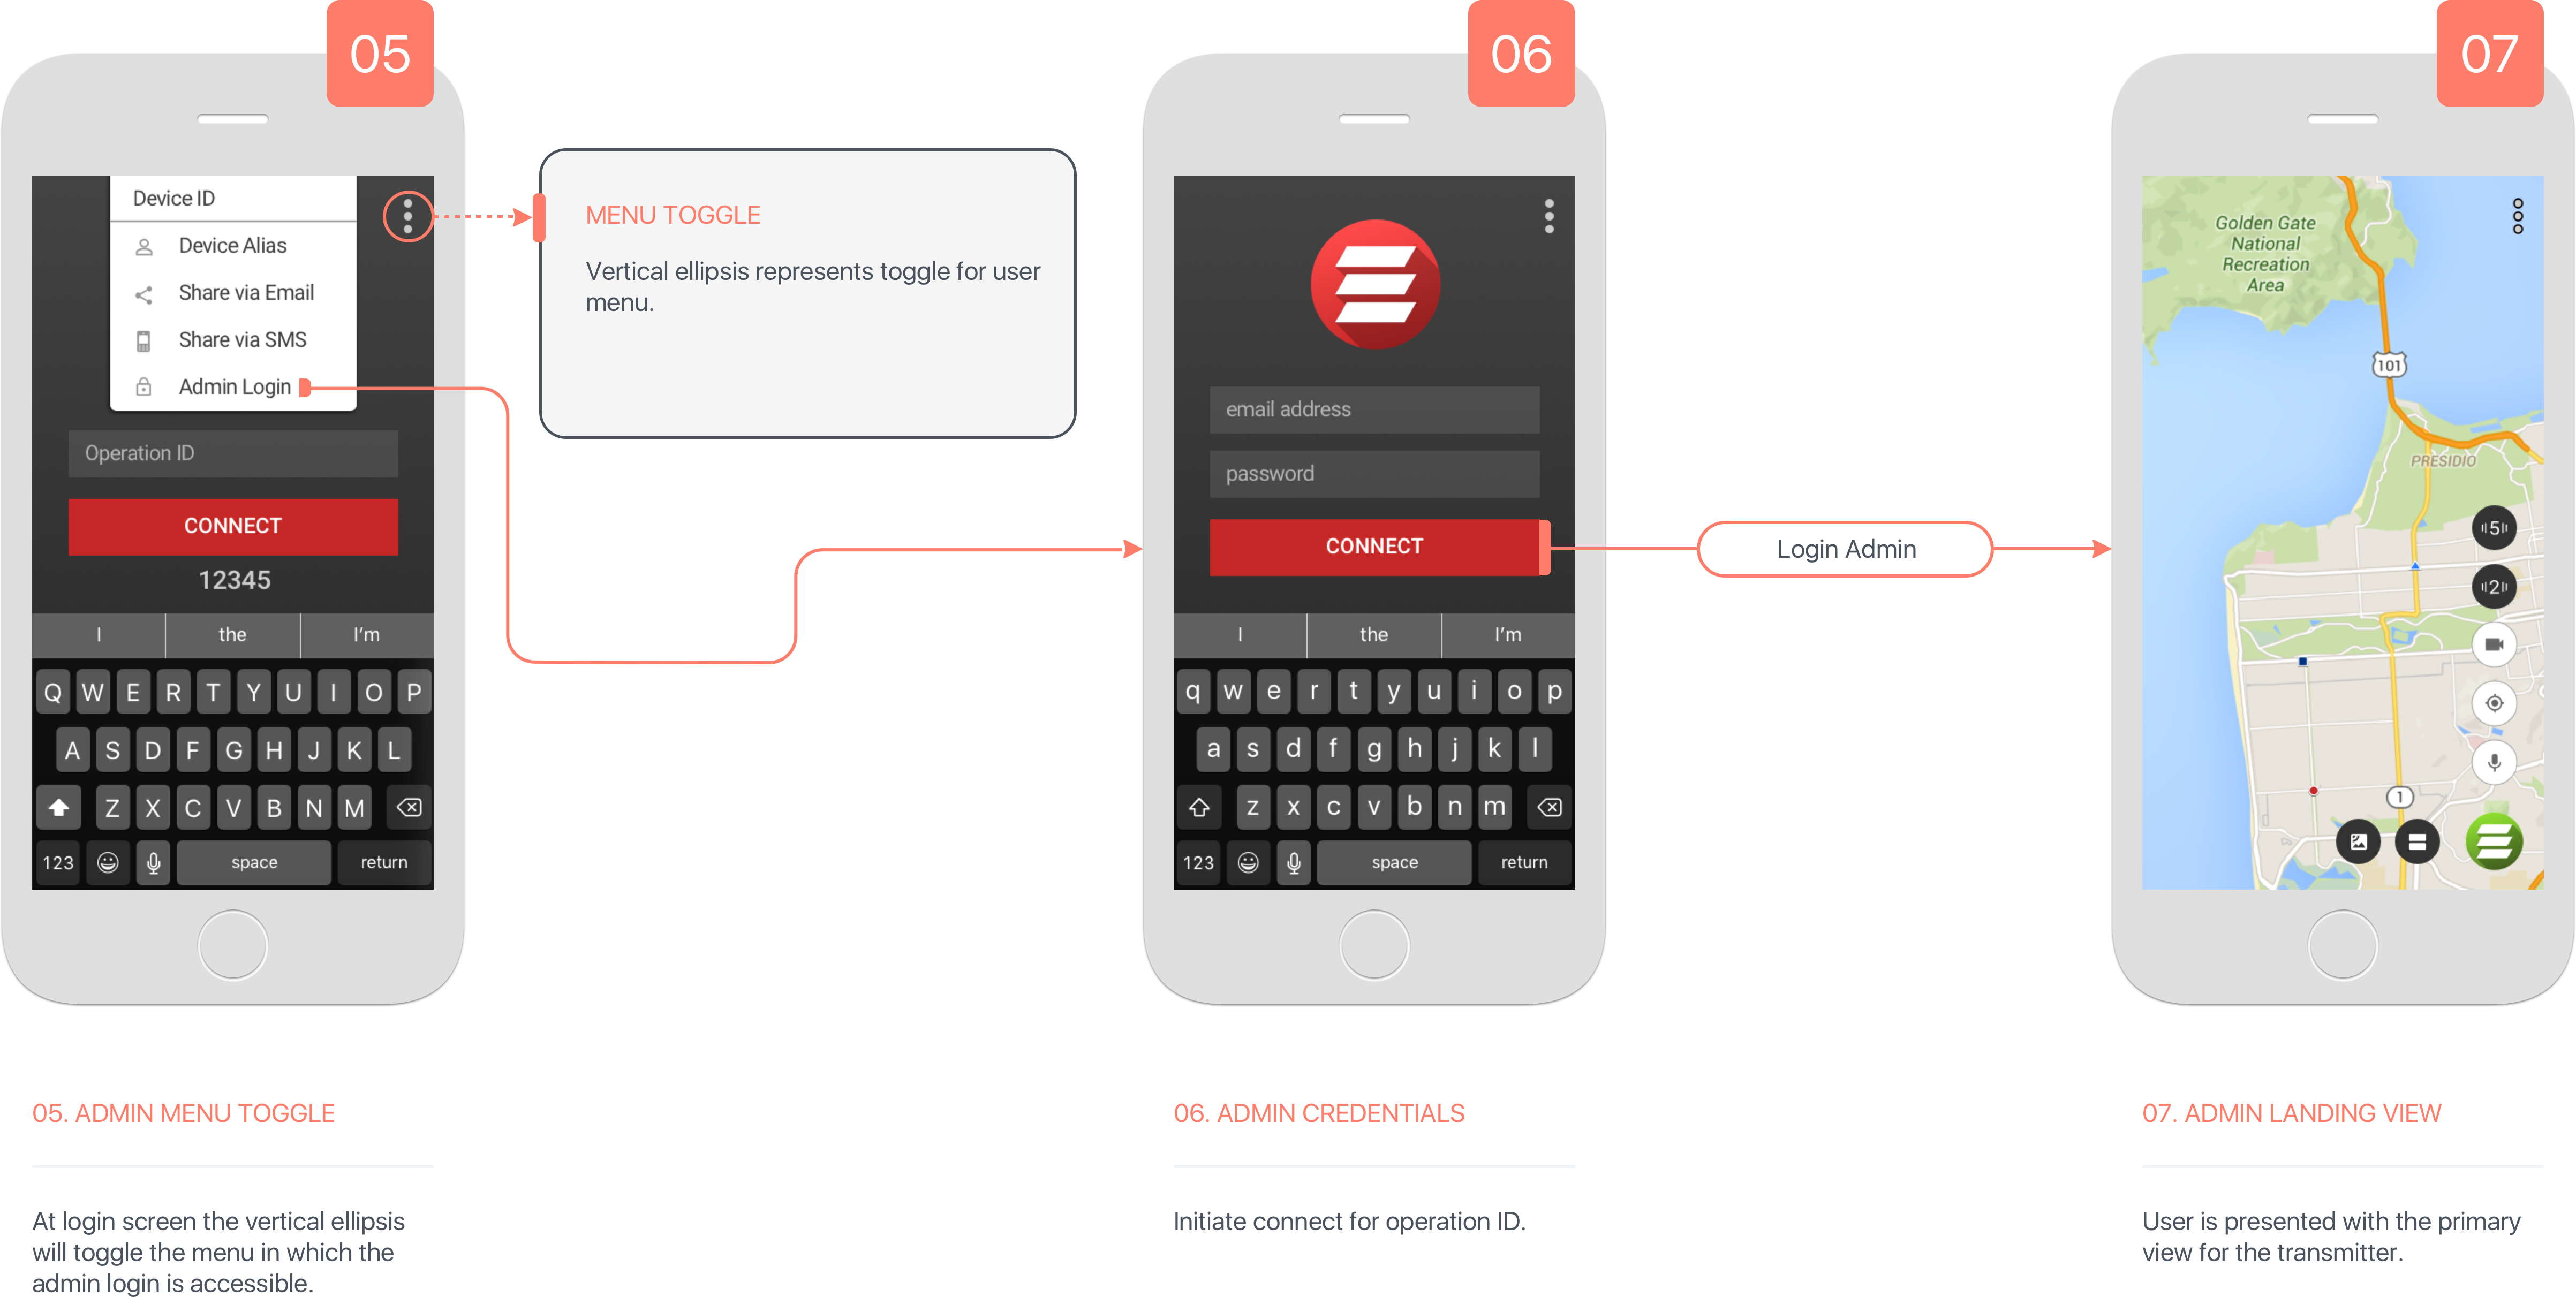 05
Device ID
Device Alias
Share via Email
Share via SMS
Admin Login
Operation ID
CONNECT
12345
I the I'm
Q W E R T Y U I O P
A S D F G H J K L
Z X C V B N M
123 space return
MENU TOGGLE
Vertical ellipsis represents toggle for user
menu.
06
email address
password
CONNECT
I the I'm
q w e r t y u i o p
a s d f g h j k l
z x c v b n m
123 space return
Login Admin
07
Golden Gate
National
Recreation
Area
101
PRESIDIO
5
2
1
05. ADMIN MENU TOGGLE
At login screen the vertical ellipsis
will toggle the menu in which the
admin login is accessible.
06. ADMIN CREDENTIALS
Initiate connect for operation ID.
07. ADMIN LANDING VIEW
User is presented with the primary
view for the transmitter.